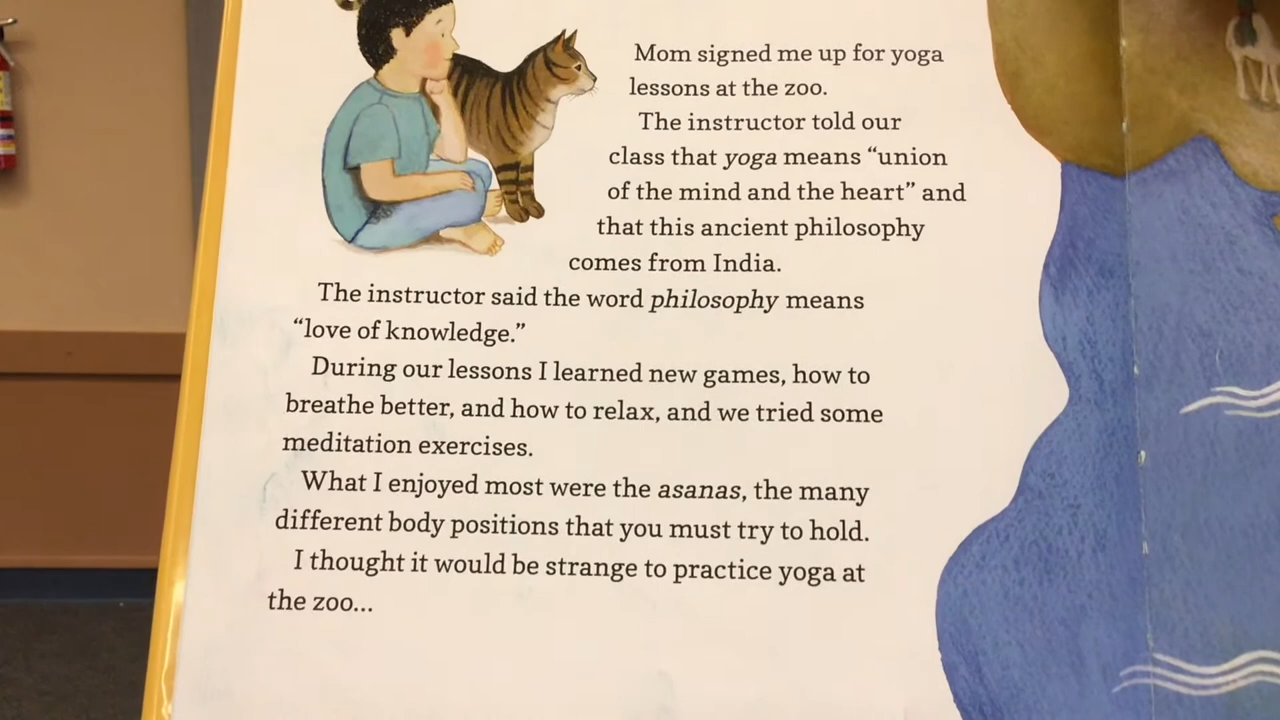 Mom signed me up for yoga
lessons at the zoo.
The instructor told our
class that yoga means “union
of the mind and the heart” and
that this ancient philosophy
comes from India.
The instructor said the word philosophy means
“love of knowledge.”
During our lessons I learned new games, how to
breathe better, and how to relax, and we tried some
meditation exercises.
What I enjoyed most were the asanas, the many
different body positions that you must try to hold.
I thought it would be strange to practice yoga at
the zoo...